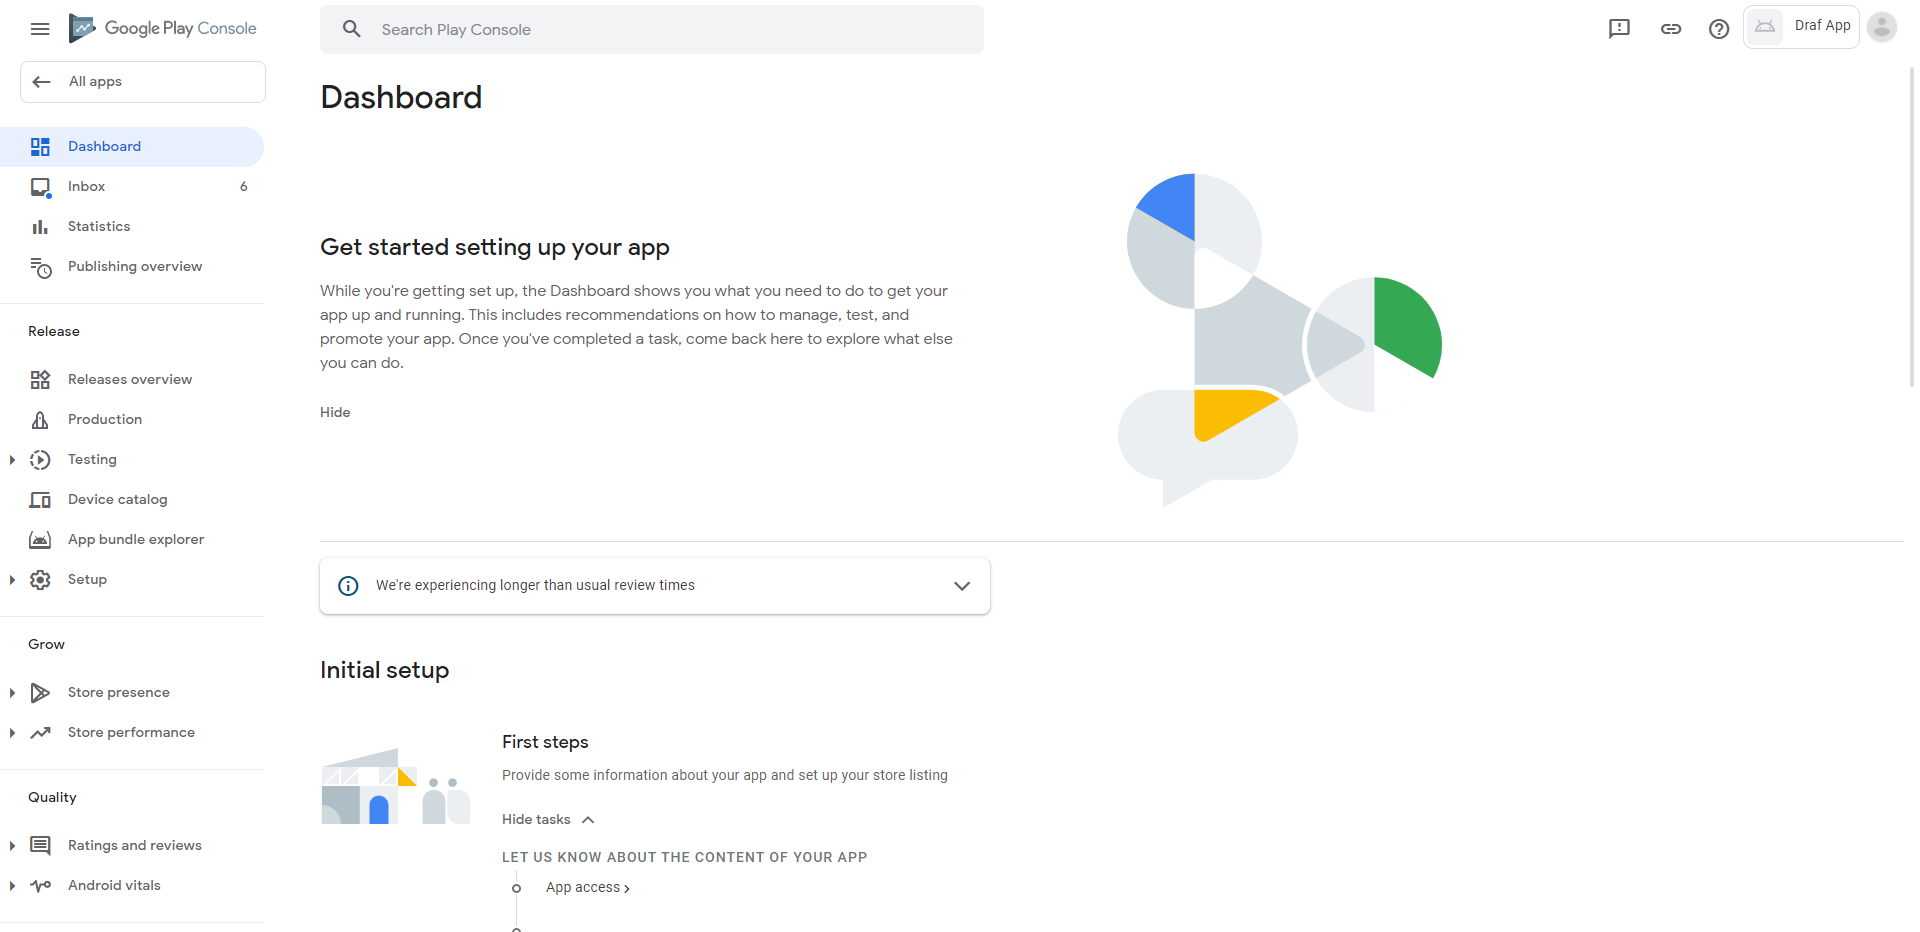 Google Play Console
Search Play Console
Draf App
All apps
Dashboard
Inbox 6
Statistics
Publishing overview
Release
Releases overview
Production
Testing
Device catalog
App bundle explorer
Setup
Grow
Store presence
Store performance
Quality
Ratings and reviews
Android vitals
Dashboard
Get started setting up your app
While you're getting set up, the Dashboard shows you what you need to do to get your
app up and running. This includes recommendations on how to manage, test, and
promote your app. Once you've completed a task, come back here to explore what else
you can do.
Hide
We're experiencing longer than usual review times
Initial setup
First steps
Provide some information about your app and set up your store listing
Hide tasks
LET US KNOW ABOUT THE CONTENT OF YOUR APP
App access